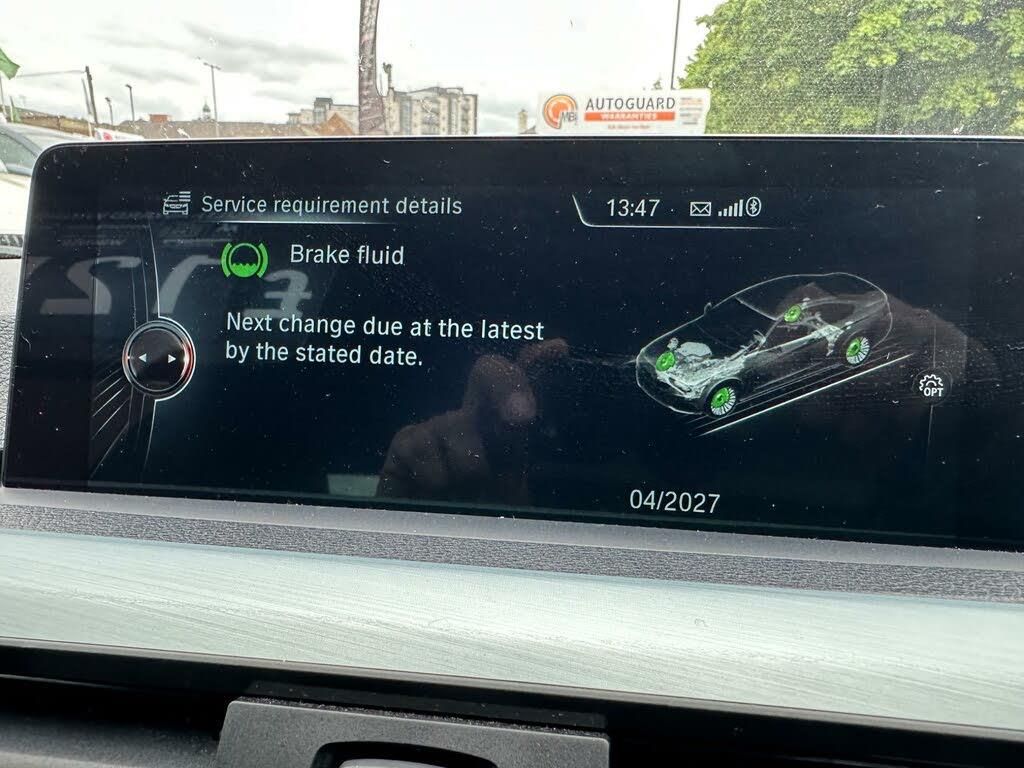 MB
AUTOGUARD
WARRANTIES
Service requirement details
13:47
Brake fluid
Next change due at the latest
by the stated date.
OPT
04/2027